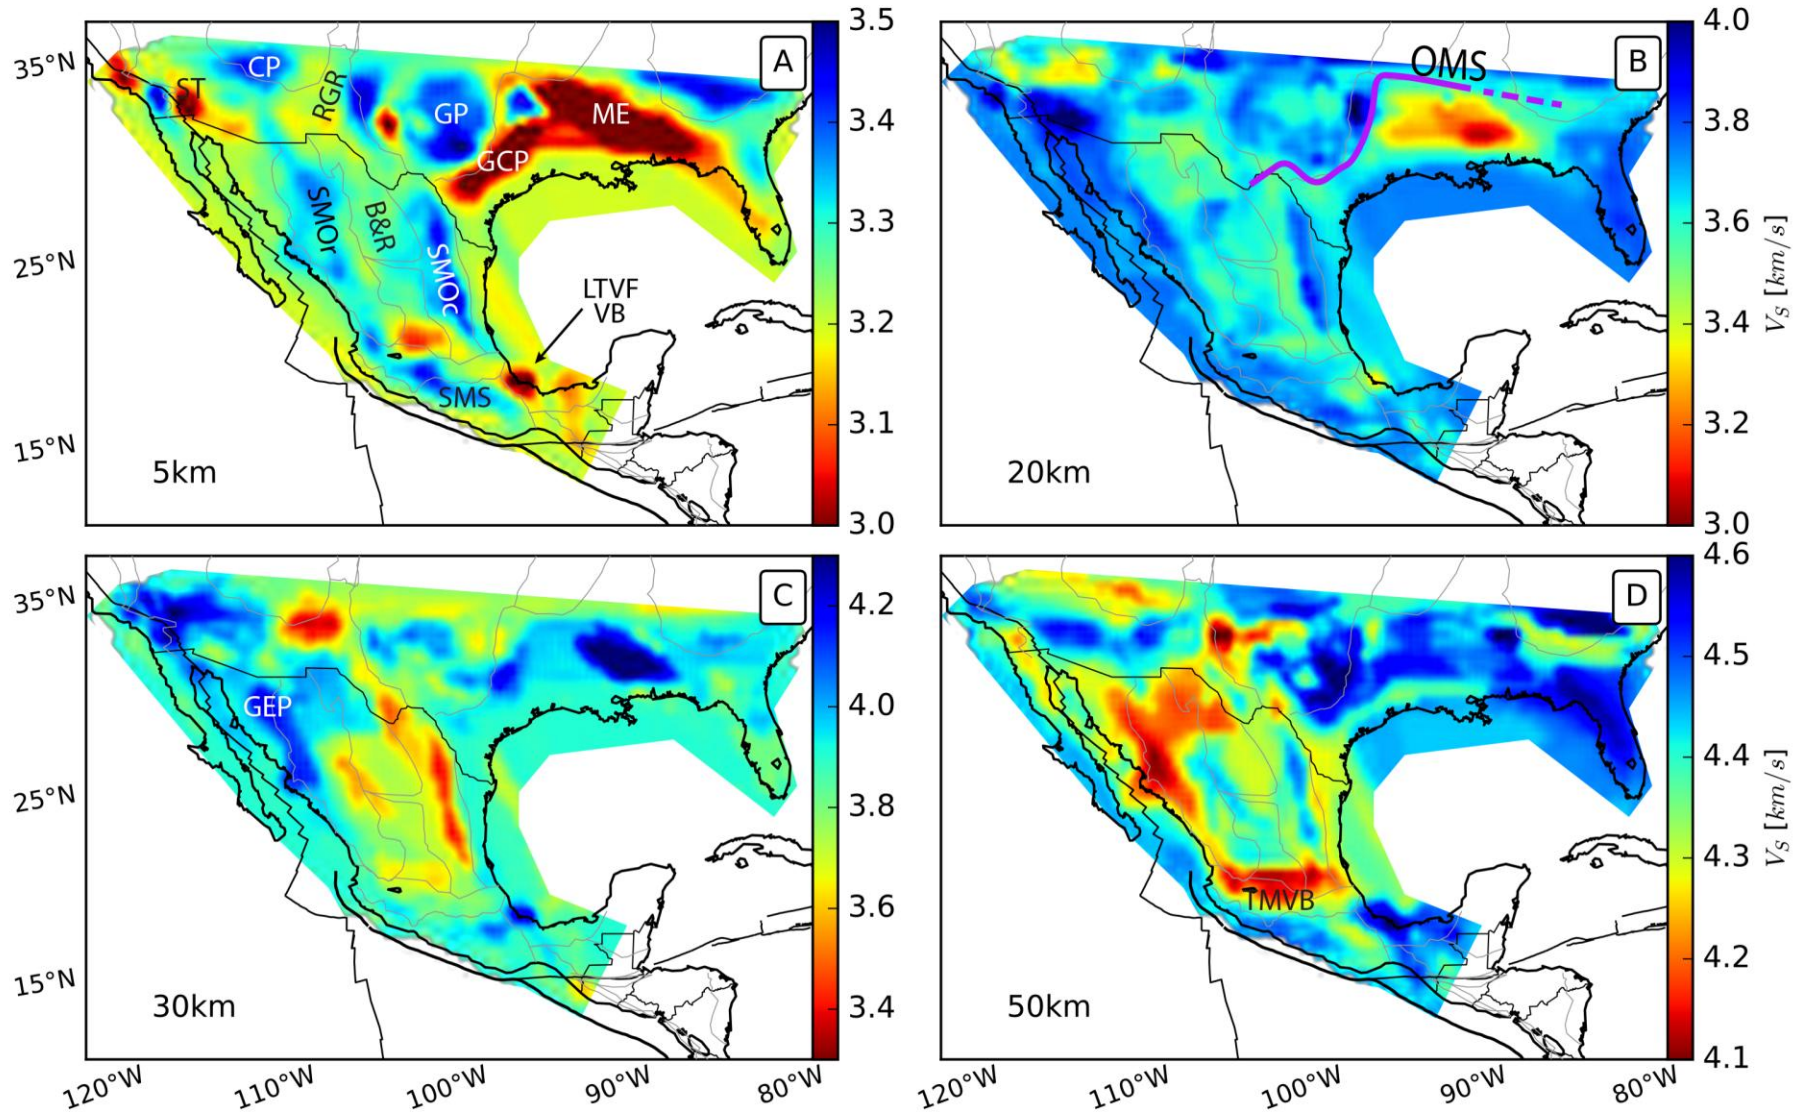 A
3.5
35°N
CP
ST
RGR
GP
ME
3.4
GCP
SMOr
B&R
SMOc
3.3
25°N
LTVF
VB
3.2
SMS
15°N
3.1
5km
3.0
B
4.0
OMS
3.8
3.6
3.4
3.2
20km
3.0
V_S [km/s]
C
35°N
4.2
GEP
4.0
25°N
3.8
3.6
15°N
30km
3.4
120°W
110°W
100°W
90°W
80°W
D
4.6
4.5
4.4
4.3
TMVB
4.2
50km
4.1
V_S [km/s]
120°W
110°W
100°W
90°W
80°W